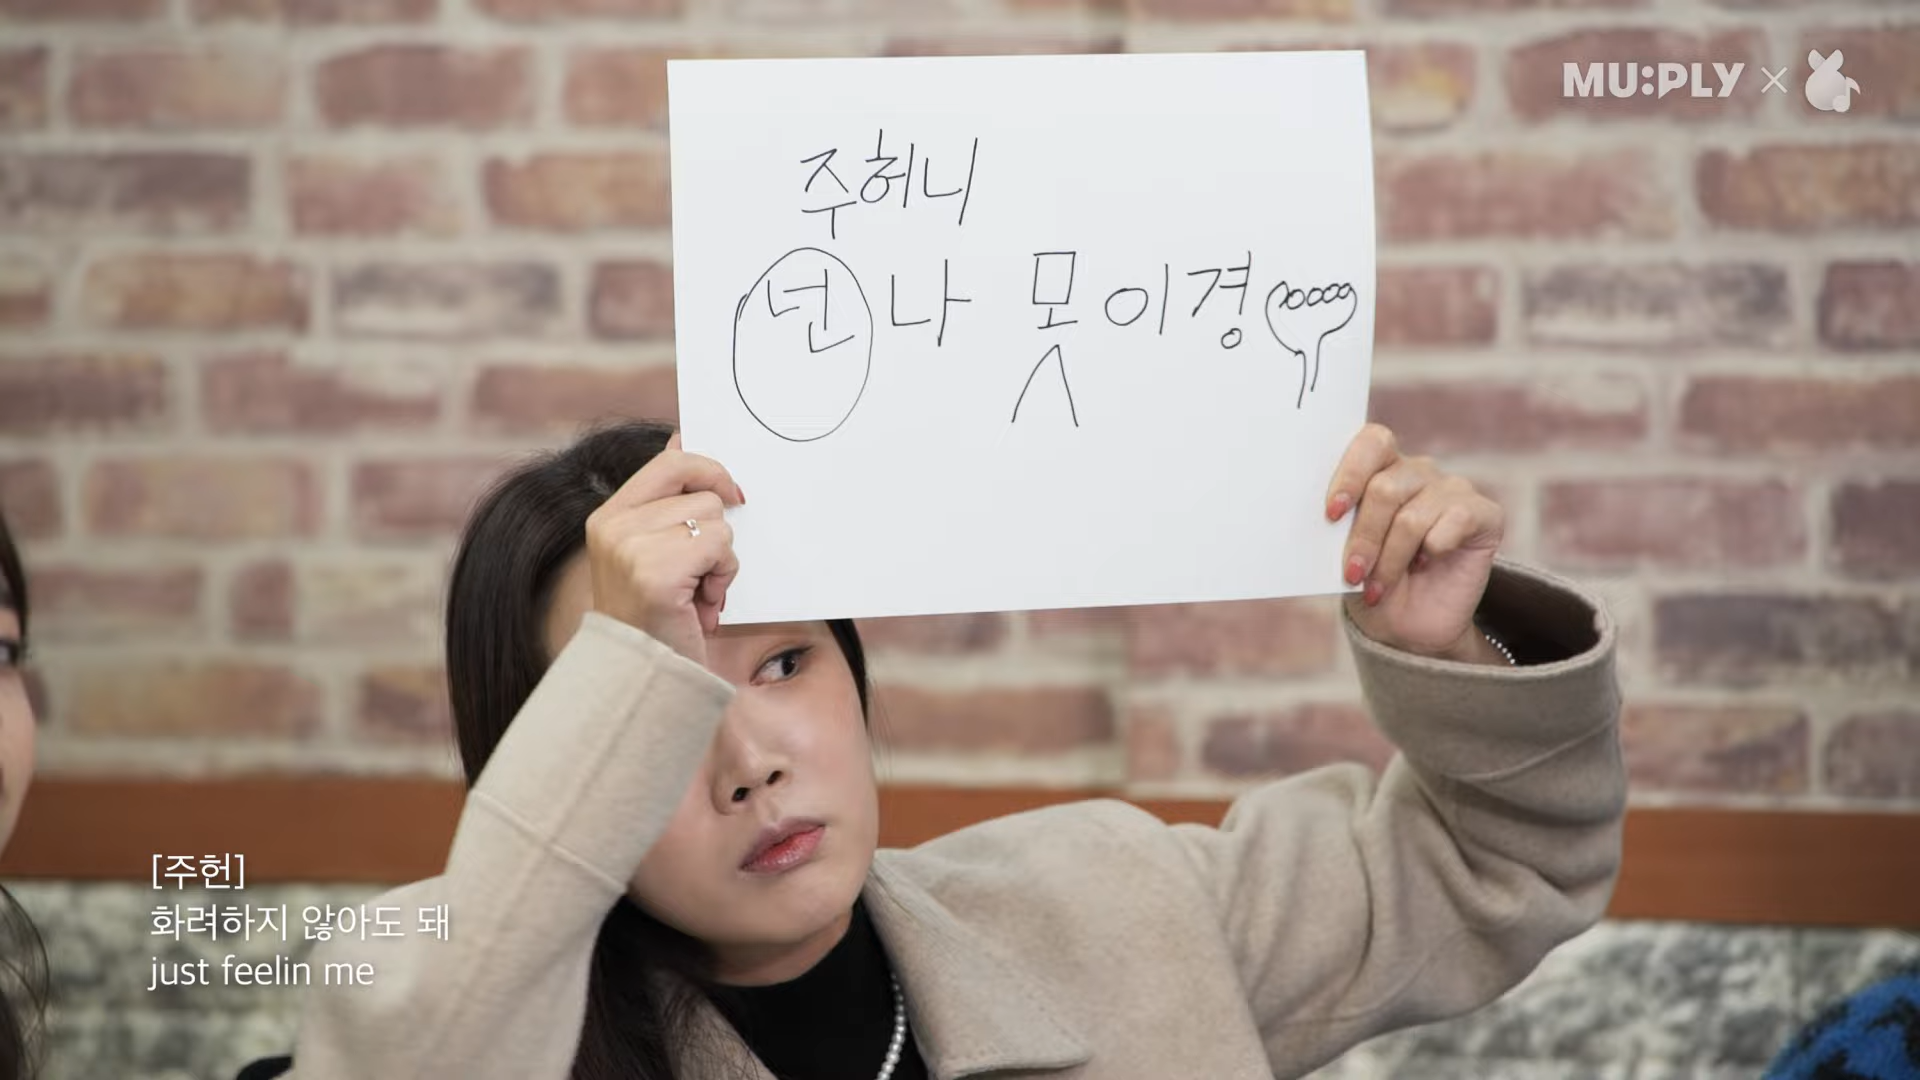 MU:PLY ×
주허니
넌 나 못이경
[주헌]
화려하지 않아도 돼
just feelin me